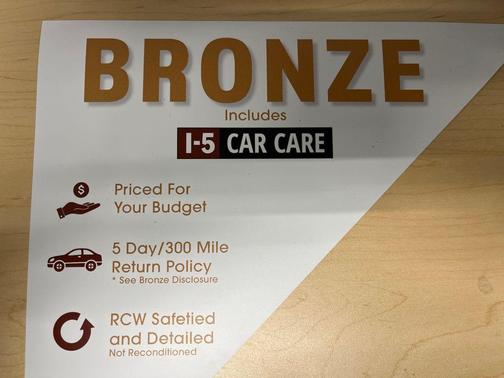 BRONZE
Includes
I-5 CAR CARE
$
Priced For
Your Budget
5 Day/300 Mile
Return Policy
* See Bronze Disclosure
RCW Safetied
and Detailed
Not Reconditioned